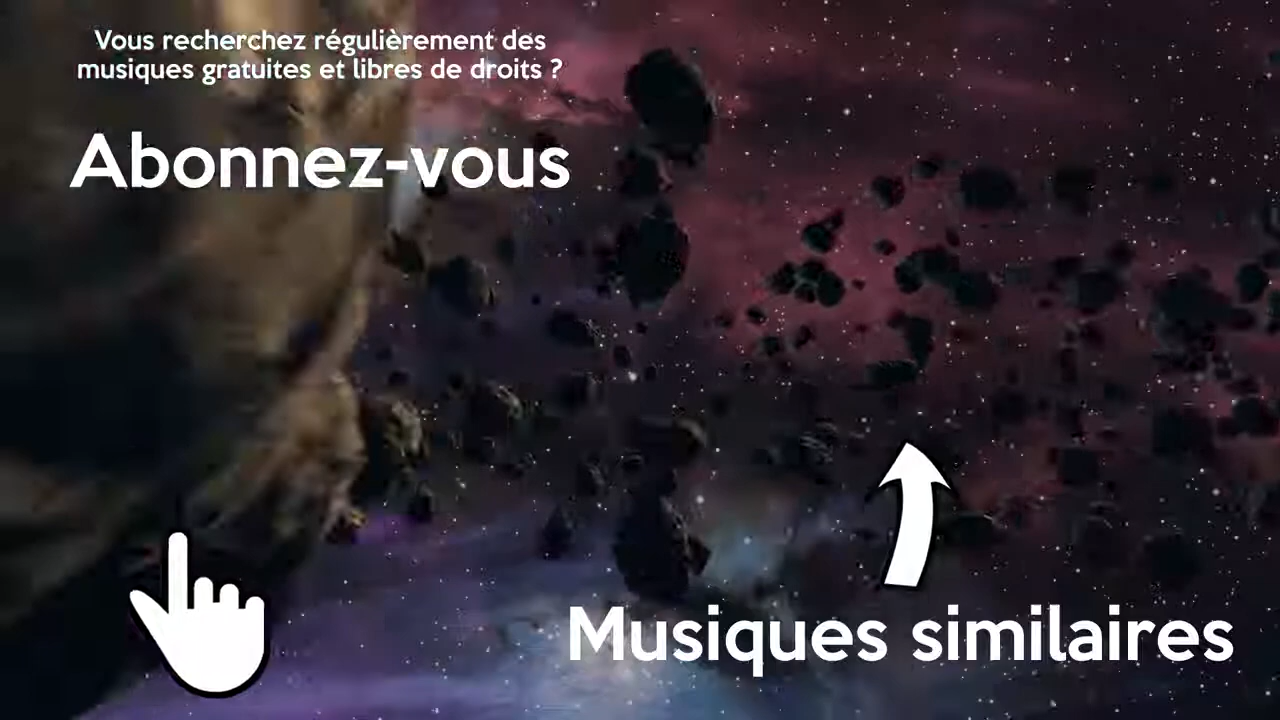 Vous recherchez régulièrement des
musiques gratuites et libres de droits ?
Abonnez-vous
Musiques similaires